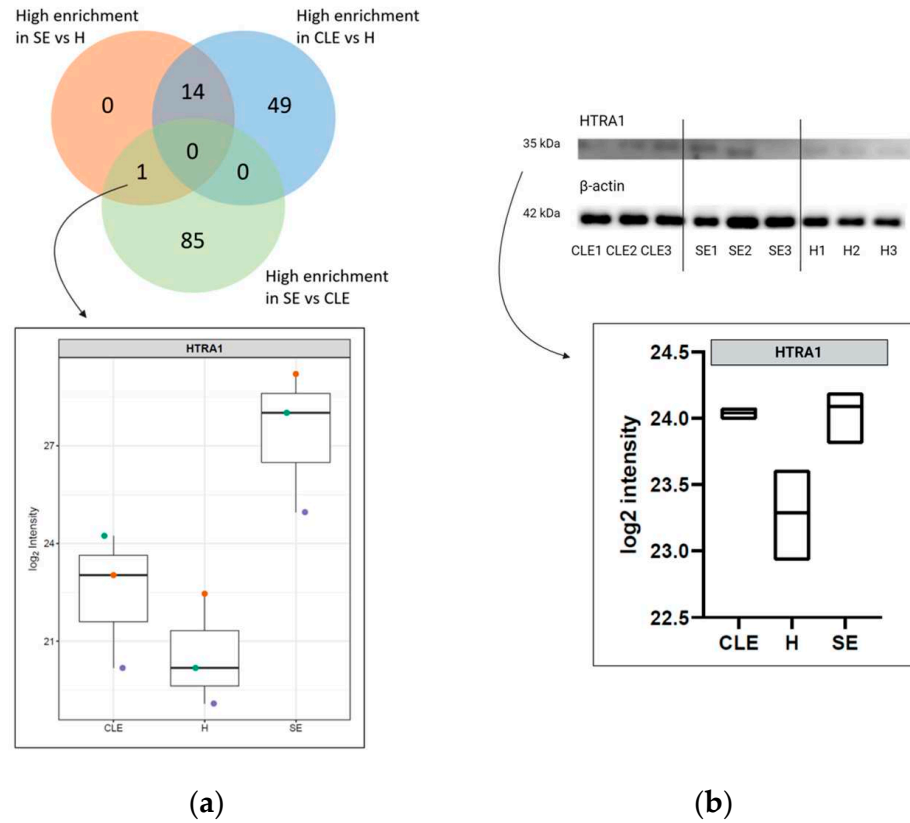 High enrichment
in SE vs H
High enrichment
in CLE vs H
0
14
49
0
1
0
85
High enrichment
in SE vs CLE
HTRA1
27
24
21
log₂ Intensity
CLE
H
SE
(a)
HTRA1
35 kDa
β-actin
42 kDa
CLE1 CLE2 CLE3 SE1 SE2 SE3 H1 H2 H3
HTRA1
24.5
24.0
23.5
23.0
22.5
log2 intensity
CLE H SE
(b)